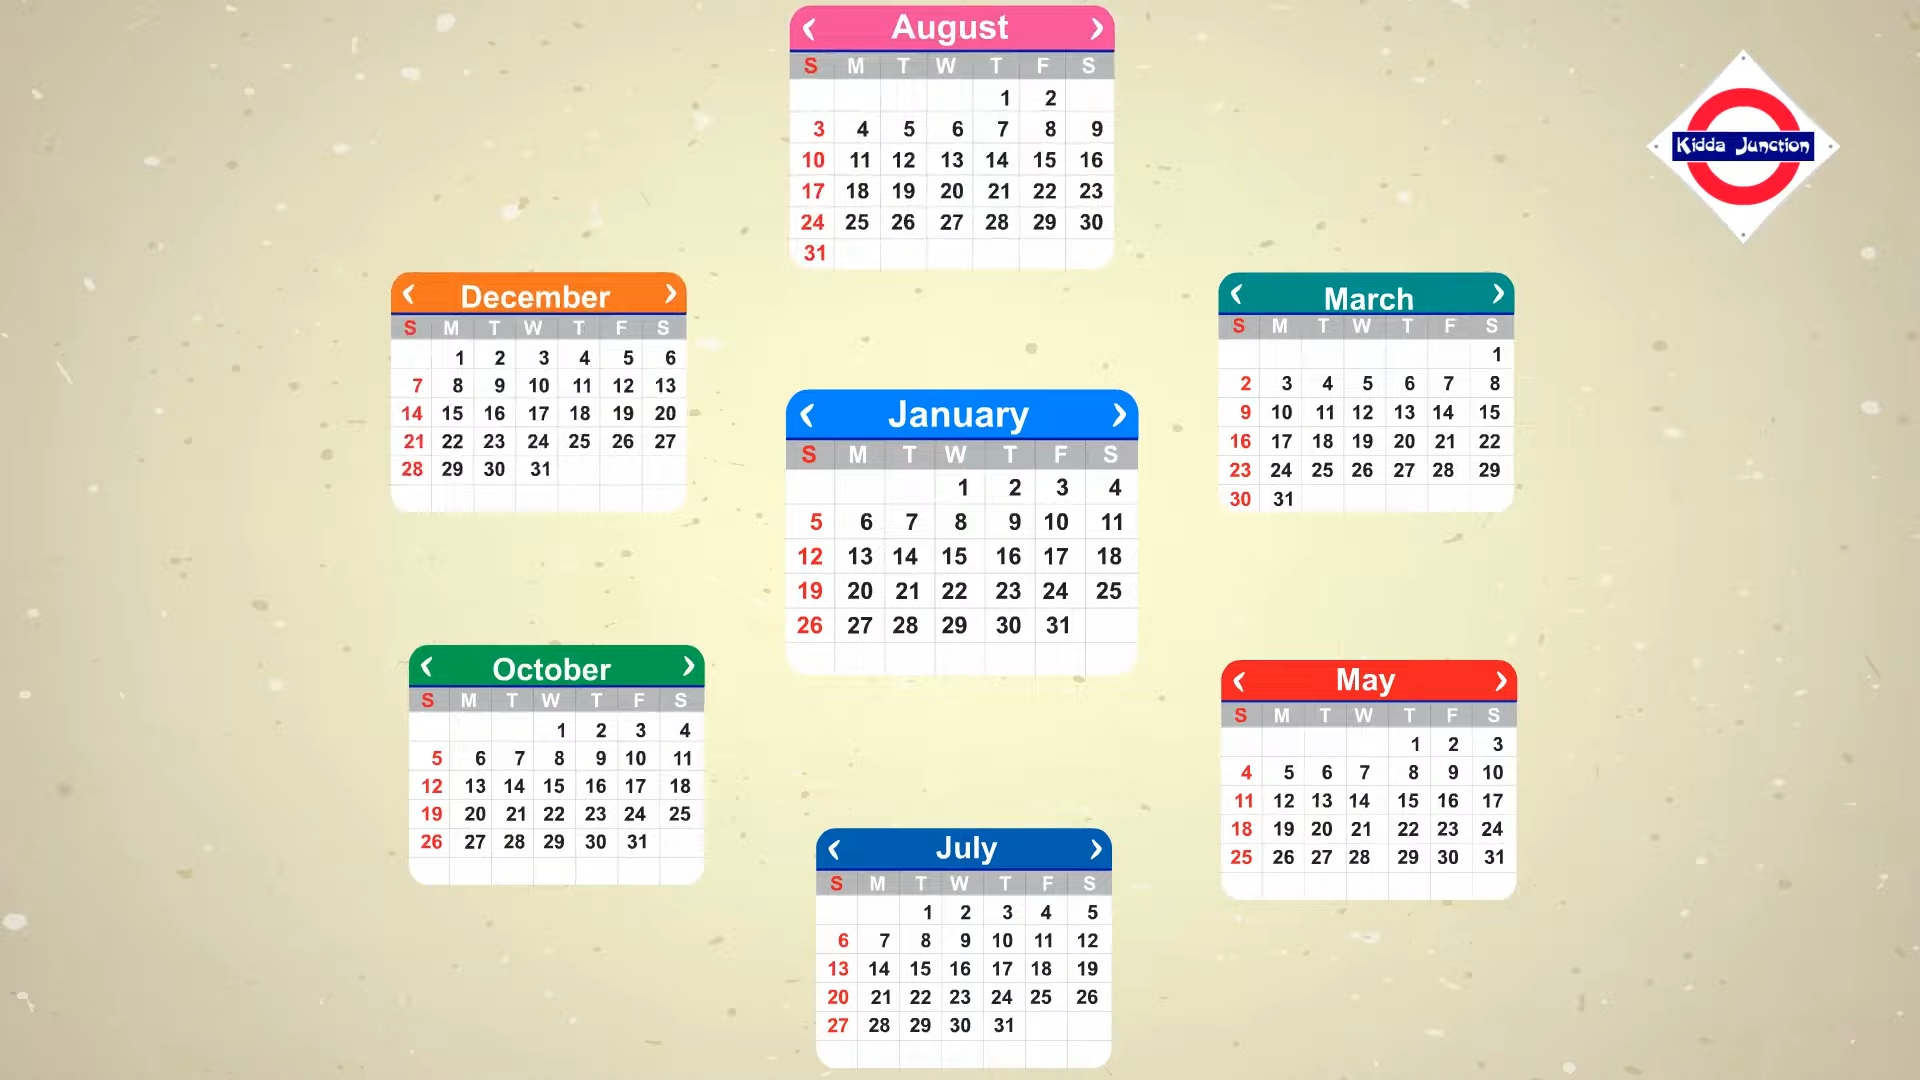 August
S M T W T F S
1 2
3 4 5 6 7 8 9
10 11 12 13 14 15 16
17 18 19 20 21 22 23
24 25 26 27 28 29 30
31
Kidda Junction
December
S M T W T F S
1 2 3 4 5 6
7 8 9 10 11 12 13
14 15 16 17 18 19 20
21 22 23 24 25 26 27
28 29 30 31
March
S M T W T F S
1
2 3 4 5 6 7 8
9 10 11 12 13 14 15
16 17 18 19 20 21 22
23 24 25 26 27 28 29
30 31
January
S M T W T F S
1 2 3 4
5 6 7 8 9 10 11
12 13 14 15 16 17 18
19 20 21 22 23 24 25
26 27 28 29 30 31
October
S M T W T F S
1 2 3 4
5 6 7 8 9 10 11
12 13 14 15 16 17 18
19 20 21 22 23 24 25
26 27 28 29 30 31
May
S M T W T F S
1 2 3
4 5 6 7 8 9 10
11 12 13 14 15 16 17
18 19 20 21 22 23 24
25 26 27 28 29 30 31
July
S M T W T F S
1 2 3 4 5
6 7 8 9 10 11 12
13 14 15 16 17 18 19
20 21 22 23 24 25 26
27 28 29 30 31